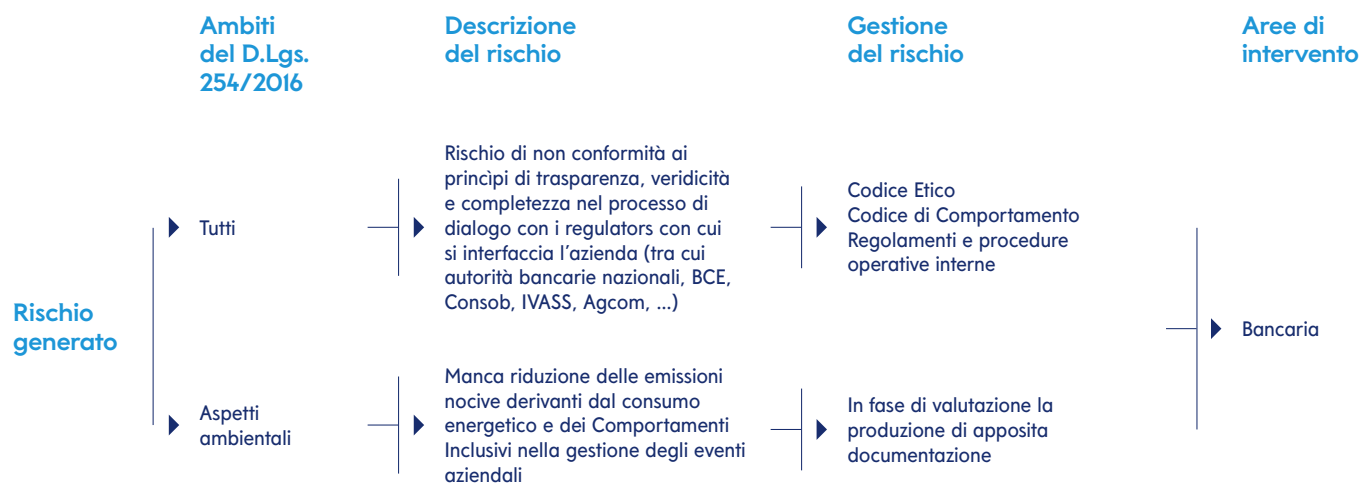 Ambiti
del D.Lgs.
254/2016
Descrizione
del rischio
Gestione
del rischio
Aree di
intervento
Rischio
generato
Tutti
Rischio di non conformità ai
princìpi di trasparenza, veridicità
e completezza nel processo di
dialogo con i regulators con cui
si interfaccia l'azienda (tra cui
autorità bancarie nazionali, BCE,
Consob, IVASS, Agcom, ...)
Codice Etico
Codice di Comportamento
Regolamenti e procedure
operative interne
Aspetti
ambientali
Manca riduzione delle emissioni
nocive derivanti dal consumo
energetico e dei Comportamenti
Inclusivi nella gestione degli eventi
aziendali
In fase di valutazione la
produzione di apposita
documentazione
Bancaria